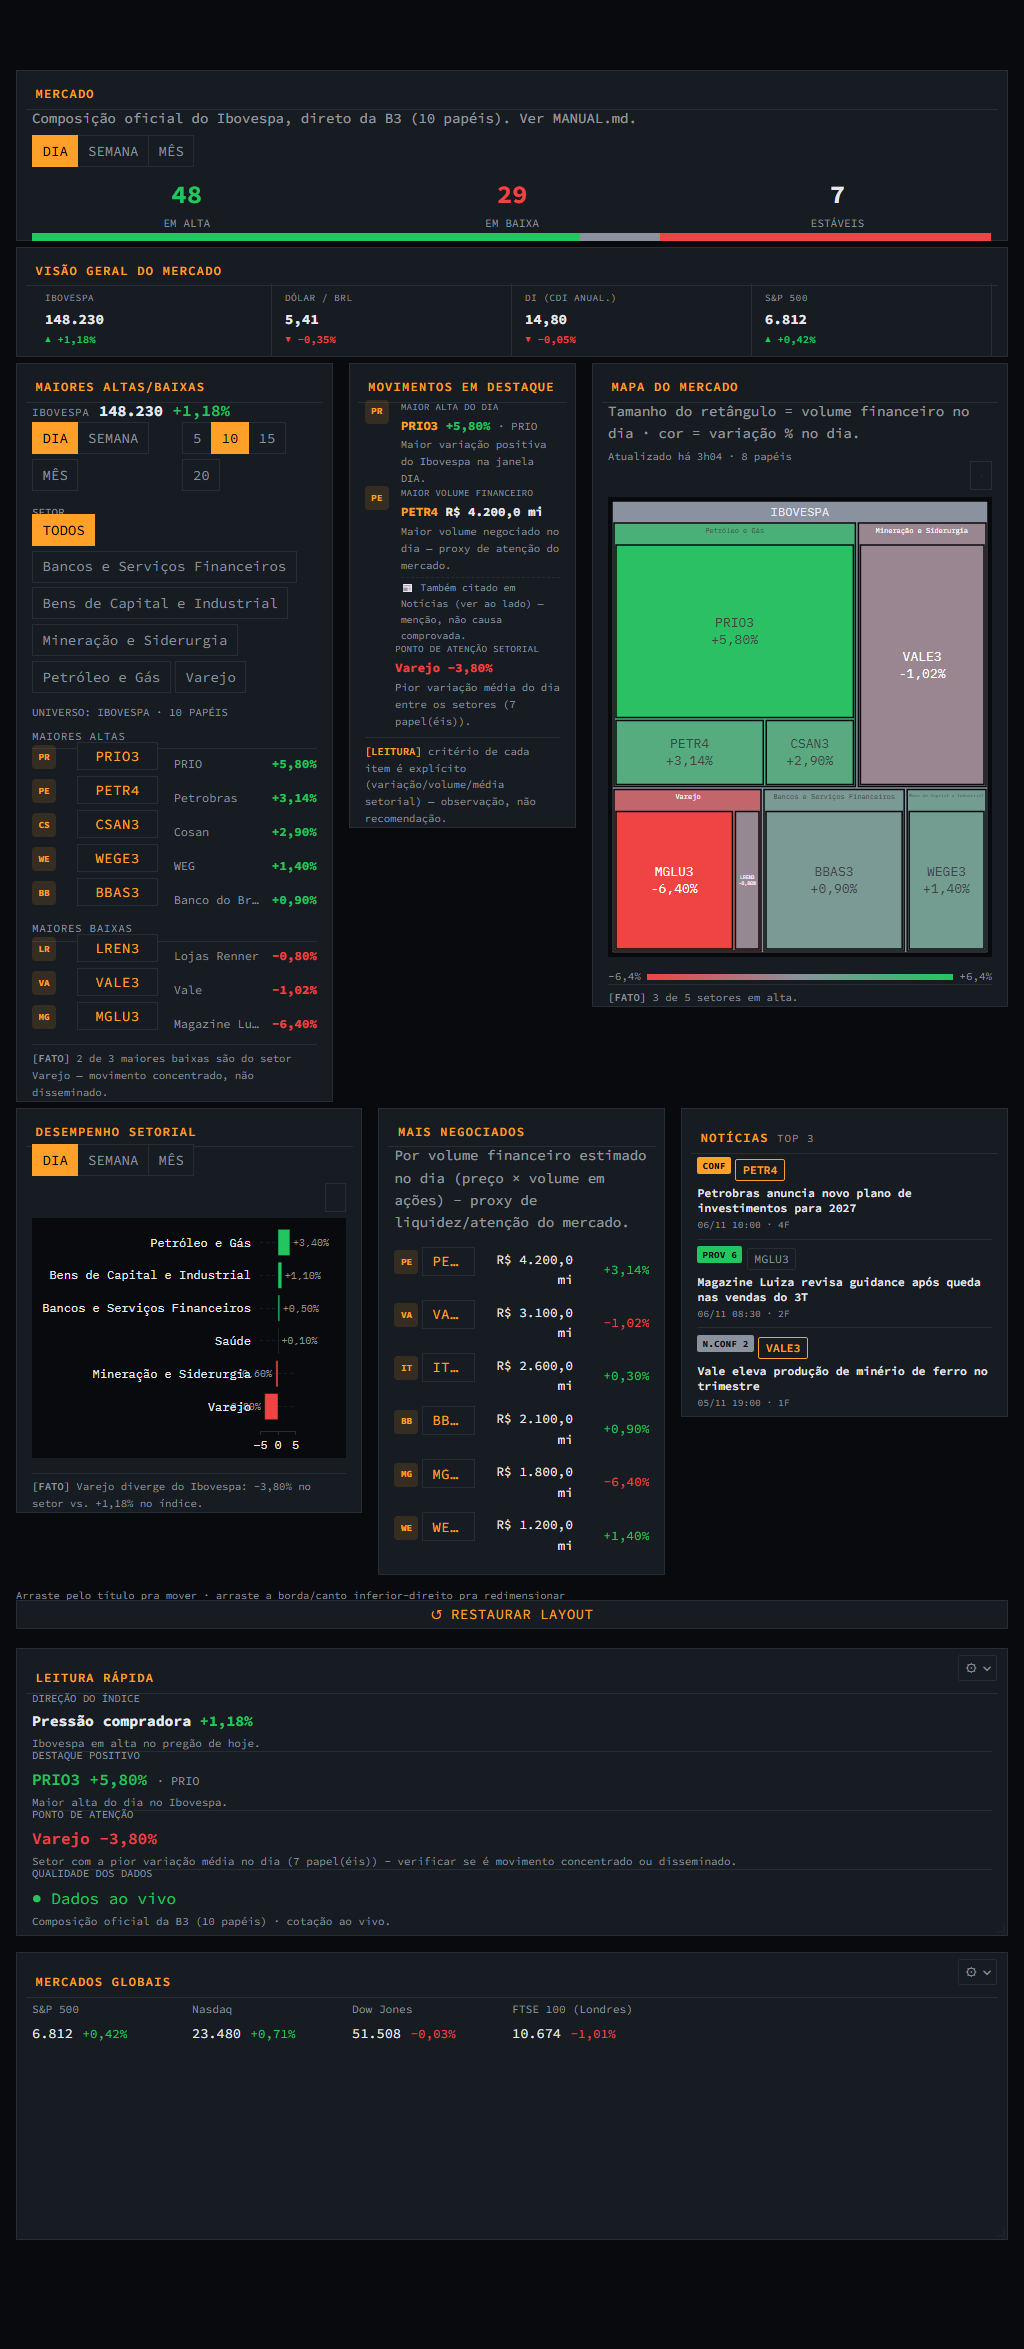 MERCADO
Composição oficial do Ibovespa, direto da B3 (10 papéis). Ver MANUAL.md.
DIA SEMANA MÊS
48 29 7
EM ALTA EM BAIXA ESTÁVEIS
VISÃO GERAL DO MERCADO
IBOVESPA DÓLAR / BRL DI (CDI ANUAL.) S&P 500
148.230 5,41 14,80 6.812
▲ +1,18% ▼ −0,35% ▼ −0,05% ▲ +0,42%
MAIORES ALTAS/BAIXAS
IBOVESPA 148.230 +1,18%
DIA SEMANA 5 10 15
MÊS 20
SETOR
TODOS
Bancos e Serviços Financeiros
Bens de Capital e Industrial
Mineração e Siderurgia
Petróleo e Gás Varejo
UNIVERSO: IBOVESPA · 10 PAPÉIS
MAIORES ALTAS
PR PRIO3 PRIO +5,80%
PE PETR4 Petrobras +3,14%
CS CSAN3 Cosan +2,90%
WE WEGE3 WEG +1,40%
BB BBAS3 Banco do Br… +0,90%
MAIORES BAIXAS
LR LREN3 Lojas Renner −0,80%
VA VALE3 Vale −1,02%
MG MGLU3 Magazine Lu… −6,40%
[FATO] 2 de 3 maiores baixas são do setor
Varejo — movimento concentrado, não
disseminado.
MOVIMENTOS EM DESTAQUE
PR MAIOR ALTA DO DIA
PRIO3 +5,80% · PRIO
Maior variação positiva
do Ibovespa na janela
DIA.
PE MAIOR VOLUME FINANCEIRO
PETR4 R$ 4.200,0 mi
Maior volume negociado no
dia — proxy de atenção do
mercado.
Também citado em
Notícias (ver ao lado) —
menção, não causa
comprovada.
PONTO DE ATENÇÃO SETORIAL
Varejo −3,80%
Pior variação média do dia
entre os setores (7
papel(éis)).
[LEITURA] critério de cada
item é explícito
(variação/volume/média
setorial) — observação, não
recomendação.
MAPA DO MERCADO
Tamanho do retângulo = volume financeiro no
dia · cor = variação % no dia.
Atualizado há 3h04 · 8 papéis
IBOVESPA
Petróleo e Gás Mineração e Siderurgia
PRIO3
+5,80%
VALE3
-1,02%
PETR4 CSAN3
+3,14% +2,90%
Varejo Bancos e Serviços Financeiros Bens de Capital e Industrial
MGLU3 LREN3 BBAS3 WEGE3
-6,40% -0,80% +0,90% +1,40%
−6,4% +6,4%
[FATO] 3 de 5 setores em alta.
DESEMPENHO SETORIAL
DIA SEMANA MÊS
Petróleo e Gás +3,40%
Bens de Capital e Industrial +1,10%
Bancos e Serviços Financeiros +0,50%
Saúde +0,10%
Mineração e Siderurgia
Varejo
−5 0 5
[FATO] Varejo diverge do Ibovespa: −3,80% no
setor vs. +1,18% no índice.
MAIS NEGOCIADOS
Por volume financeiro estimado
no dia (preço × volume em
ações) — proxy de
liquidez/atenção do mercado.
PE PE… R$ 4.200,0 mi +3,14%
VA VA… R$ 3.100,0 mi −1,02%
IT IT… R$ 2.600,0 mi +0,30%
BB BB… R$ 2.100,0 mi +0,90%
MG MG… R$ 1.800,0 mi −6,40%
WE WE… R$ 1.200,0 mi +1,40%
NOTÍCIAS TOP 3
CONF PETR4
Petrobras anuncia novo plano de
investimentos para 2027
06/11 10:00 · 4F
PROV 6 MGLU3
Magazine Luiza revisa guidance após queda
nas vendas do 3T
06/11 08:30 · 2F
N.CONF 2 VALE3
Vale eleva produção de minério de ferro no
trimestre
05/11 19:00 · 1F
Arraste pelo título pra mover · arraste a borda/canto inferior-direito pra redimensionar
↺ RESTAURAR LAYOUT
LEITURA RÁPIDA
DIREÇÃO DO ÍNDICE
Pressão compradora +1,18%
Ibovespa em alta no pregão de hoje.
DESTAQUE POSITIVO
PRIO3 +5,80% · PRIO
Maior alta do dia no Ibovespa.
PONTO DE ATENÇÃO
Varejo −3,80%
Setor com a pior variação média no dia (7 papel(éis)) — verificar se é movimento concentrado ou disseminado.
QUALIDADE DOS DADOS
● Dados ao vivo
Composição oficial da B3 (10 papéis) · cotação ao vivo.
MERCADOS GLOBAIS
S&P 500 Nasdaq Dow Jones FTSE 100 (Londres)
6.812 +0,42% 23.480 +0,71% 51.508 −0,03% 10.674 −1,01%